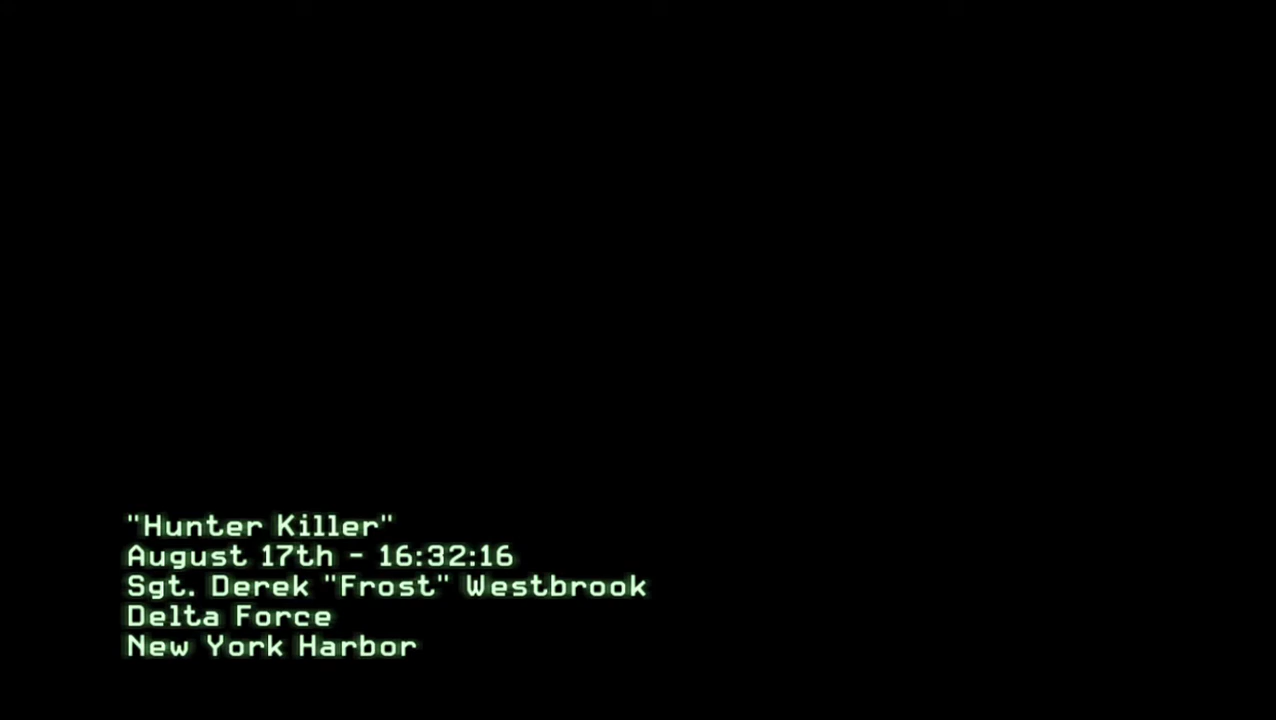 "Hunter Killer"
August 17th - 16:32:16
Sgt. Derek "Frost" Westbrook
Delta Force
New York Harbor